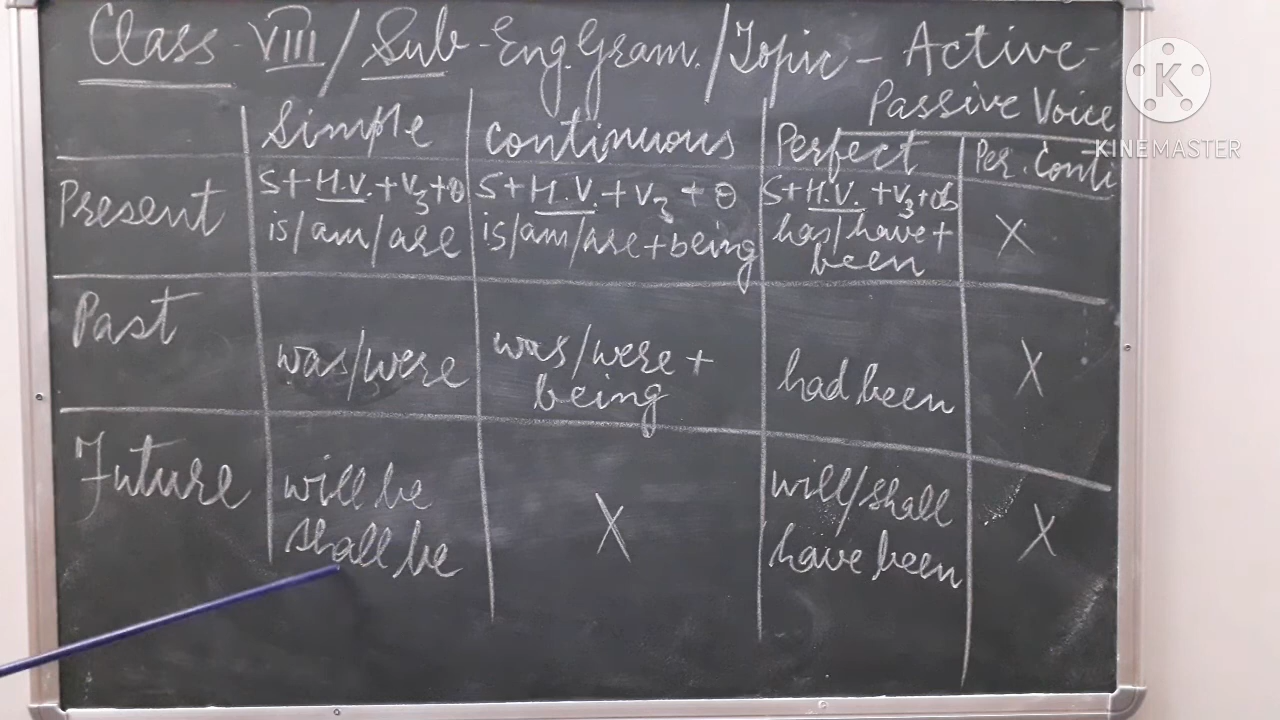 Class - VIII / Sub - Eng. Gram. / Topic - Active -
Passive Voice
K
KINEMASTER
Simple continuous Perfect Per. Conti
Present
S + H.V. + V3 + O
is/am/are
S + H.V. + V3 + O
is/am/are + being
S + H.V. + V3 + Ob
has/have +
been
X
Past
was/were
was/were +
being
had been
X
Future
will be
shall be
X
will/shall
have been
X